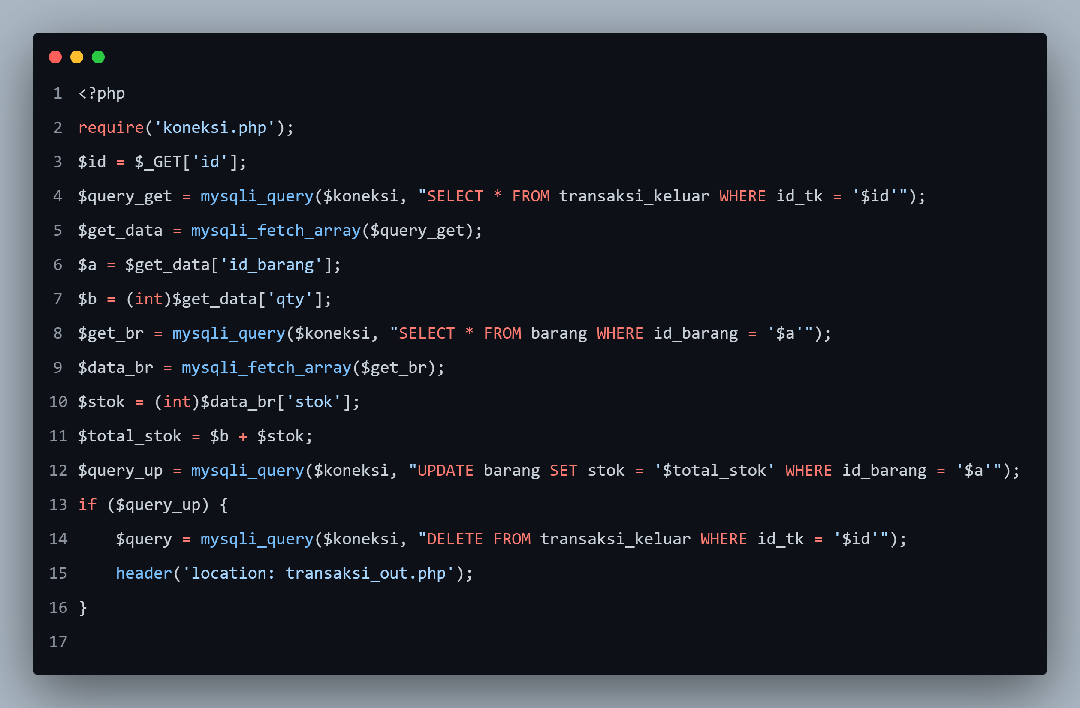 1 <?php
2 require('koneksi.php');
3 $id = $_GET['id'];
4 $query_get = mysqli_query($koneksi, "SELECT * FROM transaksi_keluar WHERE id_tk = '$id'");
5 $get_data = mysqli_fetch_array($query_get);
6 $a = $get_data['id_barang'];
7 $b = (int)$get_data['qty'];
8 $get_br = mysqli_query($koneksi, "SELECT * FROM barang WHERE id_barang = '$a'");
9 $data_br = mysqli_fetch_array($get_br);
10 $stok = (int)$data_br['stok'];
11 $total_stok = $b + $stok;
12 $query_up = mysqli_query($koneksi, "UPDATE barang SET stok = '$total_stok' WHERE id_barang = '$a'");
13 if ($query_up) {
14     $query = mysqli_query($koneksi, "DELETE FROM transaksi_keluar WHERE id_tk = '$id'");
15     header('location: transaksi_out.php');
16 }
17